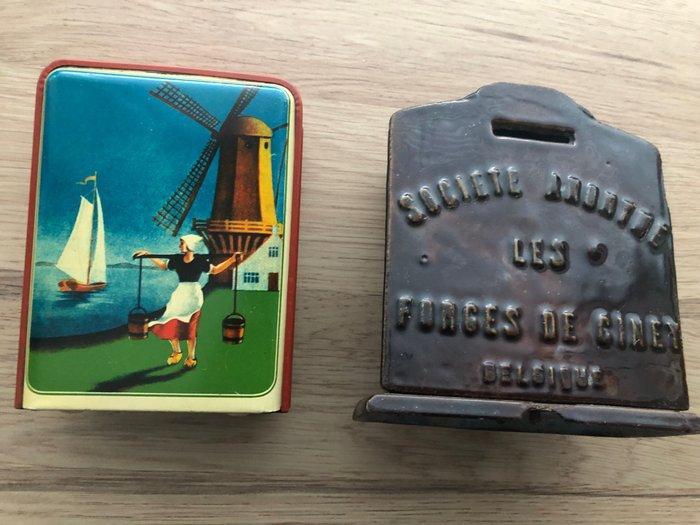 SOCIETE ANONYME
LES
FORGES DE CINEY
BELGIQUE